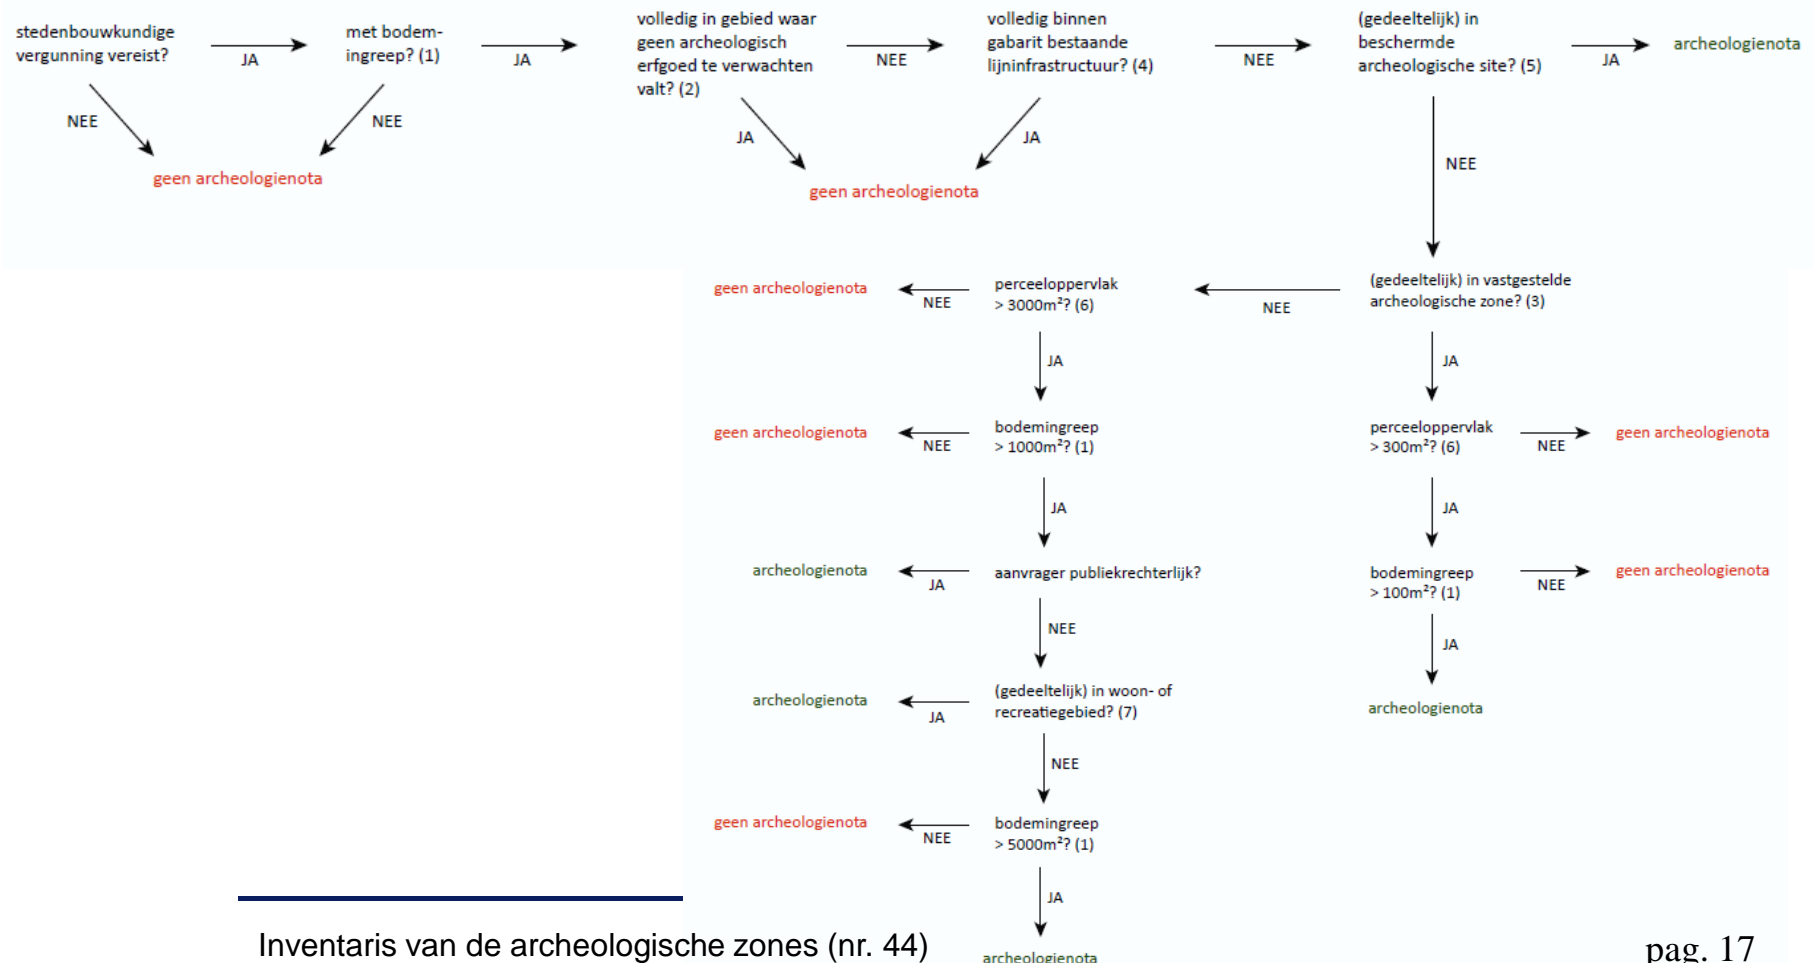 stedenbouwkundige
vergunning vereist?
JA
NEE
met bodem-
ingreep? (1)
JA
NEE
geen archeologienota
volledig in gebied waar
geen archeologisch
erfgoed te verwachten
valt? (2)
NEE
JA
volledig binnen
gabarit bestaande
lijninfrastructuur? (4)
NEE
JA
geen archeologienota
(gedeeltelijk) in
beschermde
archeologische site? (5)
JA
archeologienota
NEE
(gedeeltelijk) in vastgestelde
archeologische zone? (3)
NEE
perceeloppervlak
> 3000m²? (6)
NEE
geen archeologienota
JA
JA
bodemingreep
> 1000m²? (1)
NEE
geen archeologienota
perceeloppervlak
> 300m²? (6)
NEE
geen archeologienota
JA
JA
aanvrager publiekrechterlijk?
JA
archeologienota
bodemingreep
> 100m²? (1)
NEE
geen archeologienota
NEE
JA
(gedeeltelijk) in woon- of
recreatiegebied? (7)
JA
archeologienota
archeologienota
NEE
bodemingreep
> 5000m²? (1)
NEE
geen archeologienota
JA
archeologienota
Inventaris van de archeologische zones (nr. 44)
pag. 17